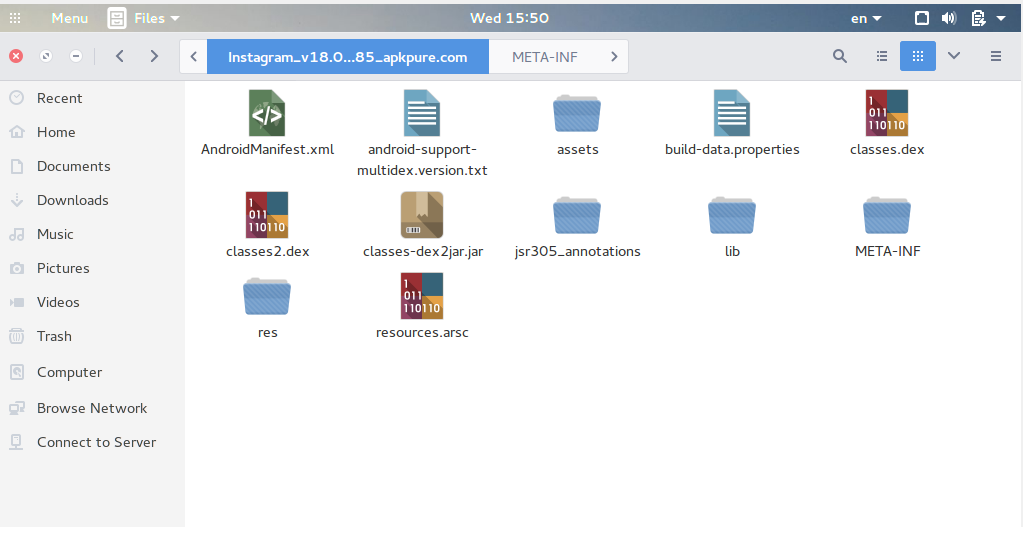 Menu
Files
Wed 15:50
en
Instagram_v18.0...85_apkpure.com
META-INF
Recent
Home
Documents
Downloads
Music
Pictures
Videos
Trash
Computer
Browse Network
Connect to Server
AndroidManifest.xml
android-support-
multidex.version.txt
assets
build-data.properties
1
011
110110
classes.dex
1
011
110110
classes2.dex
classes-dex2jar.jar
jsr305_annotations
lib
META-INF
res
1
011
110110
resources.arsc